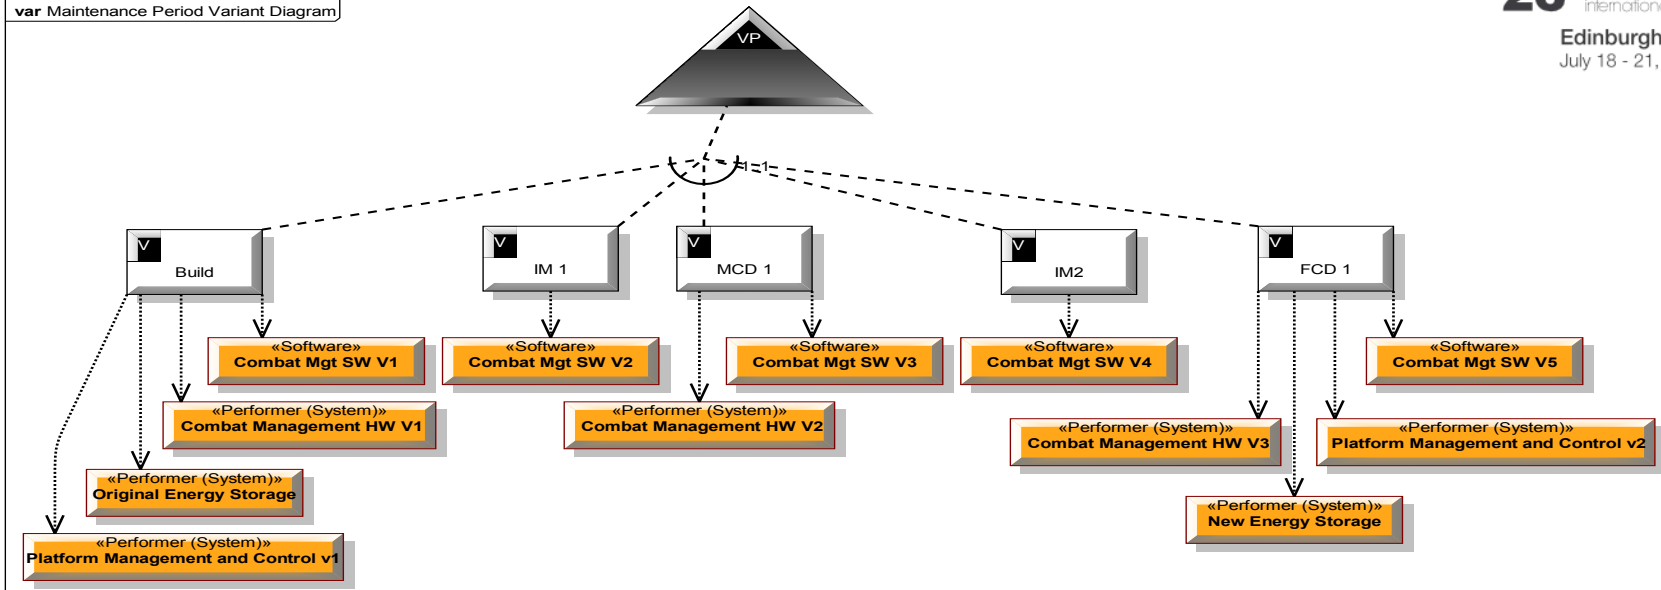 var Maintenance Period Variant Diagram
international
Edinburgh
July 18 - 21,
VP
1..1
V
Build
V
IM 1
V
MCD 1
V
IM2
V
FCD 1
«Software»
Combat Mgt SW V1
«Software»
Combat Mgt SW V2
«Software»
Combat Mgt SW V3
«Software»
Combat Mgt SW V4
«Software»
Combat Mgt SW V5
«Performer (System)»
Combat Management HW V1
«Performer (System)»
Combat Management HW V2
«Performer (System)»
Combat Management HW V3
«Performer (System)»
Platform Management and Control v2
«Performer (System)»
Original Energy Storage
«Performer (System)»
New Energy Storage
«Performer (System)»
Platform Management and Control v1